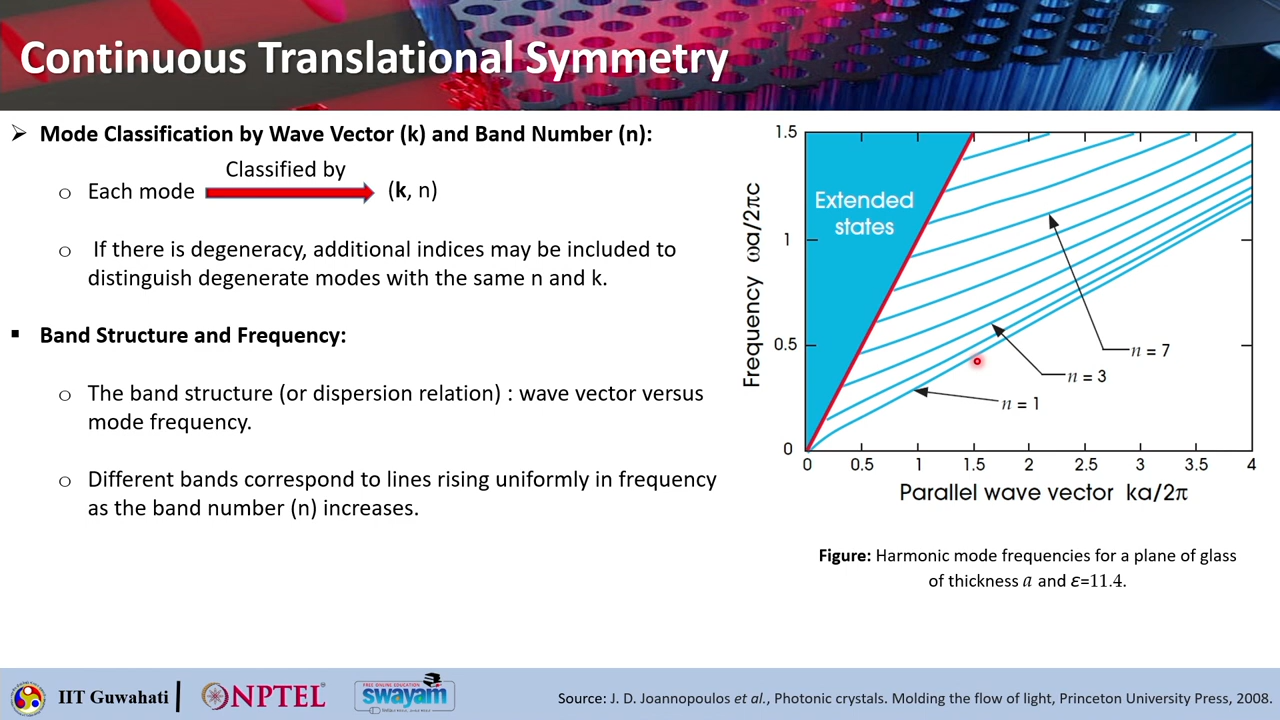 Continuous Translational Symmetry
➢ Mode Classification by Wave Vector (k) and Band Number (n):
Classified by
o Each mode (k, n)
o If there is degeneracy, additional indices may be included to
distinguish degenerate modes with the same n and k.
▪ Band Structure and Frequency:
o The band structure (or dispersion relation) : wave vector versus
mode frequency.
o Different bands correspond to lines rising uniformly in frequency
as the band number (n) increases.
Frequency ωa/2πc
1.5
1
0.5
0
Extended
states
n = 7
n = 3
n = 1
0 0.5 1 1.5 2 2.5 3 3.5 4
Parallel wave vector ka/2π
Figure: Harmonic mode frequencies for a plane of glass
of thickness a and ε=11.4.
IIT Guwahati
NPTEL
FREE ONLINE EDUCATION
swayam
Source: J. D. Joannopoulos et al., Photonic crystals. Molding the flow of light, Princeton University Press, 2008.